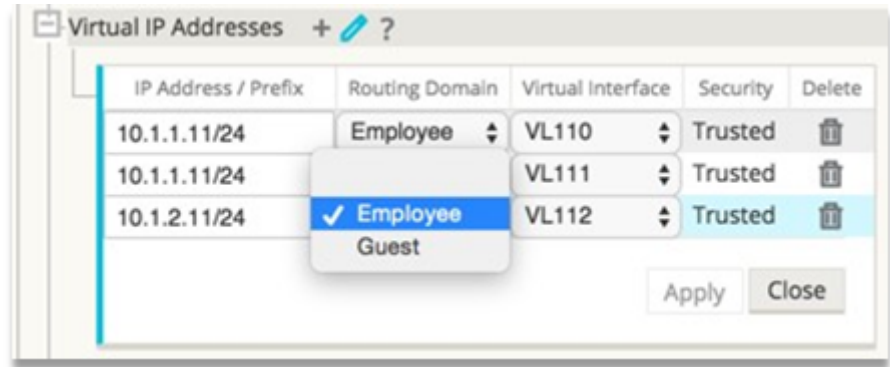 Virtual IP Addresses + ?
IP Address / Prefix Routing Domain Virtual Interface Security Delete
10.1.1.11/24 Employee VL110 Trusted
10.1.1.11/24 VL111 Trusted
10.1.2.11/24 ✓ Employee VL112 Trusted
Guest
Apply Close